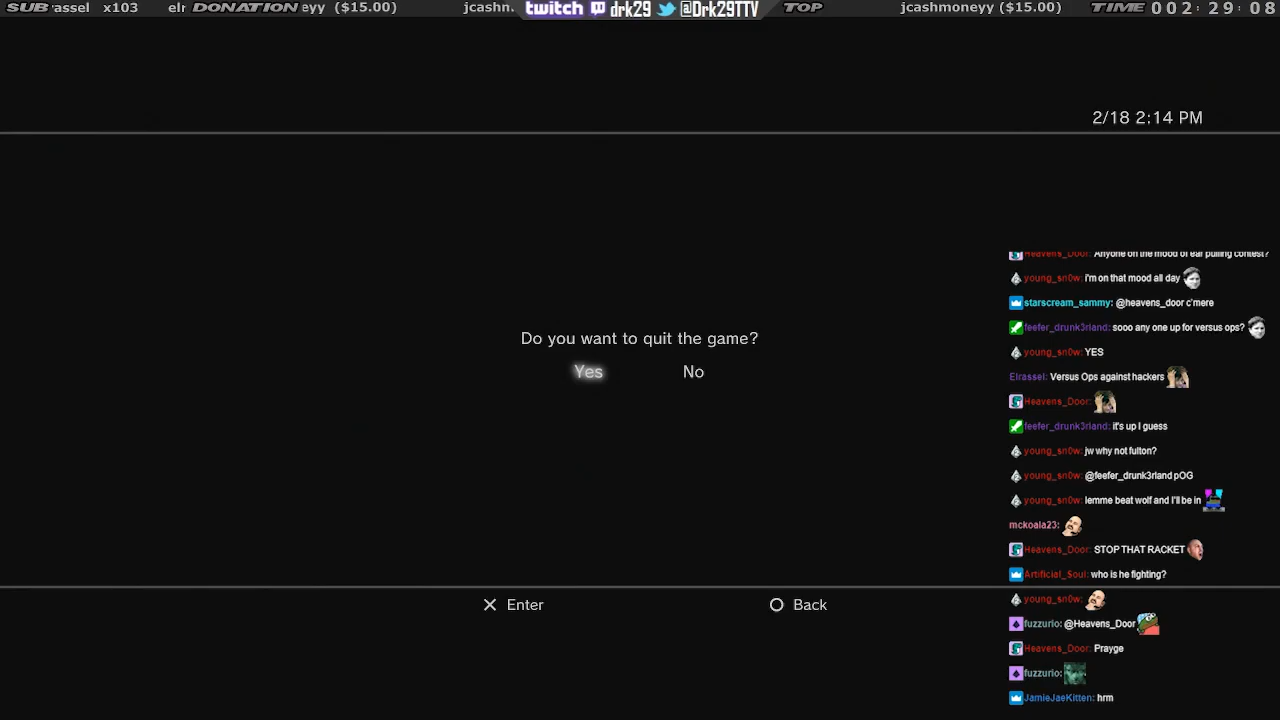 SUB assel x103 elr DONATION eyy ($15.00) jcashn. twitch drk29 @Drk29TTV TOP jcashmoneyy ($15.00) TIME 002:29:08
2/18 2:14 PM
Do you want to quit the game?
Yes No
Enter Back
Heavens_Door: Anyone on the mood of ear pulling contest?
young_sn0w: i'm on that mood all day
starscream_sammy: @heavens_door c'mere
feefer_drunk3rland: sooo any one up for versus ops?
young_sn0w: YES
Elrassel: Versus Ops against hackers
Heavens_Door:
feefer_drunk3rland: it's up I guess
young_sn0w: jw why not fulton?
young_sn0w: @feefer_drunk3rland pOG
young_sn0w: lemme beat wolf and I'll be in
mckoala23:
Heavens_Door: STOP THAT RACKET
Artificial_Soul: who is he fighting?
young_sn0w:
fuzzurio: @Heavens_Door
Heavens_Door: Prayge
fuzzurio:
JamieJaeKitten: hrm